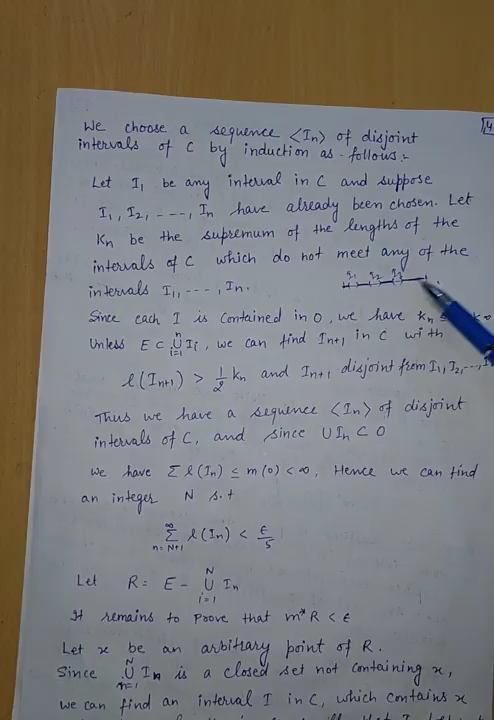 We choose a sequence <In> of disjoint
intervals of C by induction as follows:-
Let I1 be any interval in C and suppose
I1, I2, ---, In have already been chosen. Let
Kn be the supremum of the lengths of the
intervals of C which do not meet any of the
intervals I1, ---, In.
Since each I is contained in O, we have Kn
Unless E ⊂ ∪ⁿᵢ₌₁ Ii, we can find In+1 in C with
l(In+1) > 1/2 kn and In+1 disjoint from I1, I2, ---,
Thus we have a sequence <In> of disjoint
intervals of C, and since ∪In ⊂ O
We have Σ l(In) ≤ m(O) < ∞, Hence we can find
an integer N s.t
∞Σn=N+1 l(In) < ε/5
Let R = E - N∪i=1 In
It remains to prove that m*R < ε
Let x be an arbitrary point of R.
Since N∪n=1 In is a closed set not containing x,
we can find an interval I in C, which contains x